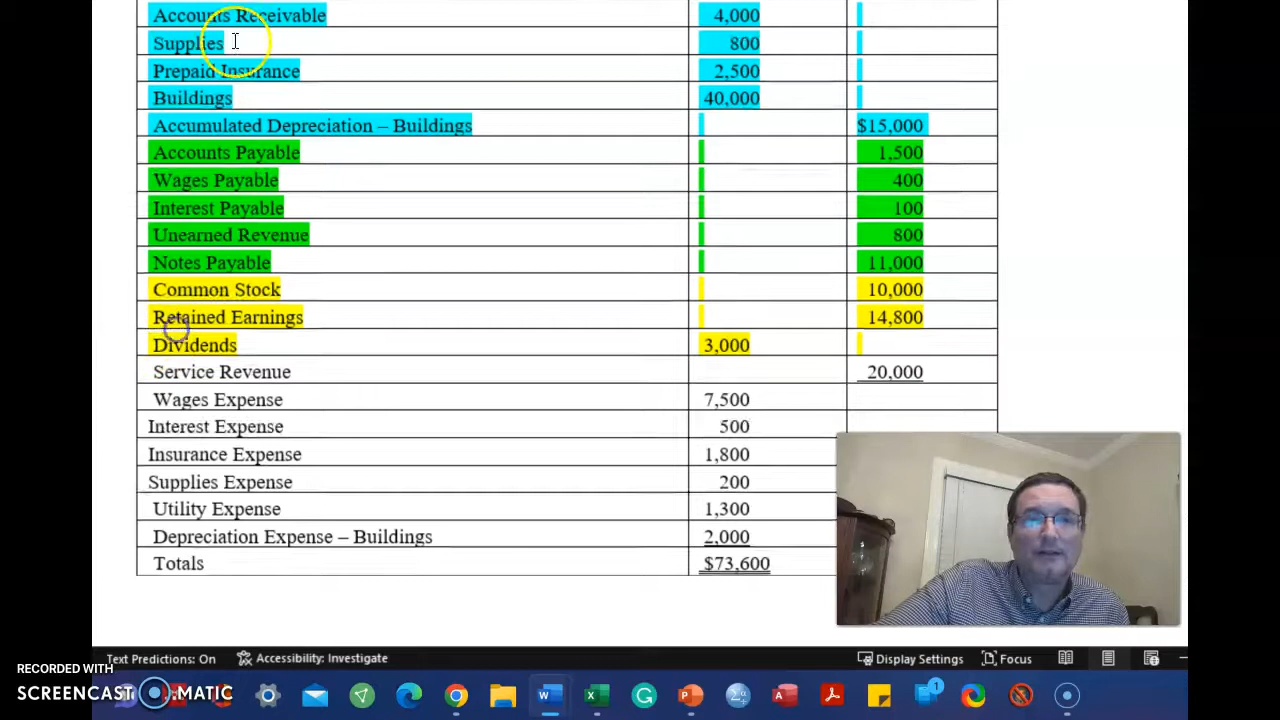 Accounts Receivable 4,000
Supplies 800
Prepaid Insurance 2,500
Buildings 40,000
Accumulated Depreciation – Buildings $15,000
Accounts Payable 1,500
Wages Payable 400
Interest Payable 100
Unearned Revenue 800
Notes Payable 11,000
Common Stock 10,000
Retained Earnings 14,800
Dividends 3,000
Service Revenue 20,000
Wages Expense 7,500
Interest Expense 500
Insurance Expense 1,800
Supplies Expense 200
Utility Expense 1,300
Depreciation Expense – Buildings 2,000
Totals $73,600
Text Predictions: On Accessibility: Investigate Display Settings Focus
RECORDED WITH
SCREENCAST MATIC
1